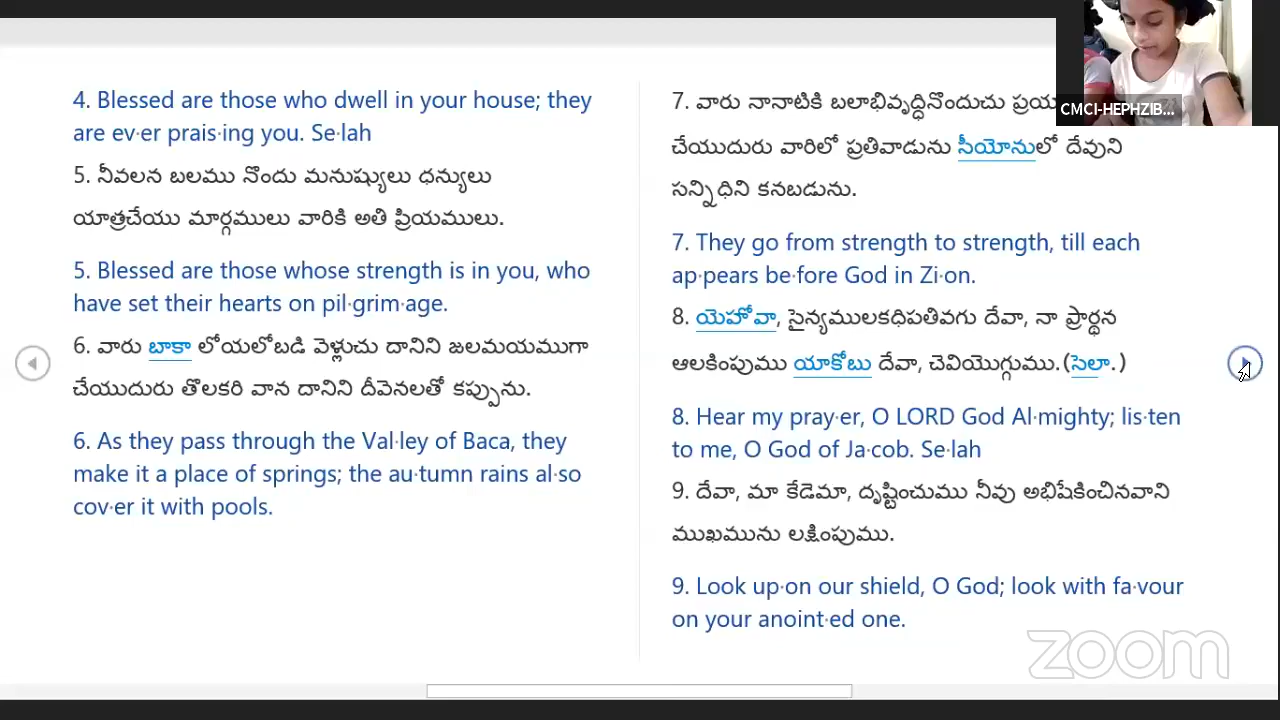 4. Blessed are those who dwell in your house; they
are ev·er prais·ing you. Se·lah
5. నీవలన బలము నొందు మనుష్యులు ధన్యులు
యాత్రచేయు మార్గములు వారికి అతి ప్రియములు.
5. Blessed are those whose strength is in you, who
have set their hearts on pil·grim·age.
6. వారు బాకా లోయలోబడి వెళ్లుచు దానిని జలమయముగా
చేయుదురు తొలకరి వాన దానిని దీవెనలతో కప్పును.
6. As they pass through the Val·ley of Baca, they
make it a place of springs; the au·tumn rains al·so
cov·er it with pools.
7. వారు నానాటికి బలాభివృద్ధినొందుచు
చేయుదురు వారిలో ప్రతివాడును సీయోనులో దేవుని
సన్నిధిని కనబడును.
7. They go from strength to strength, till each
ap·pears be·fore God in Zi·on.
8. యెహోవా, సైన్యములకధిపతివగు దేవా, నా ప్రార్థన
ఆలకింపుము యాకోబు దేవా, చెవియొగ్గుము.(సెలా.)
8. Hear my pray·er, O LORD God Al·mighty; lis·ten
to me, O God of Ja·cob. Se·lah
9. దేవా, మా కేడెమా, దృష్టించుము నీవు అభిషేకించినవాని
ముఖమును లక్షింపుము.
9. Look up·on our shield, O God; look with fa·vour
on your anoint·ed one.
CMCI-HEPHZIB...
zoom